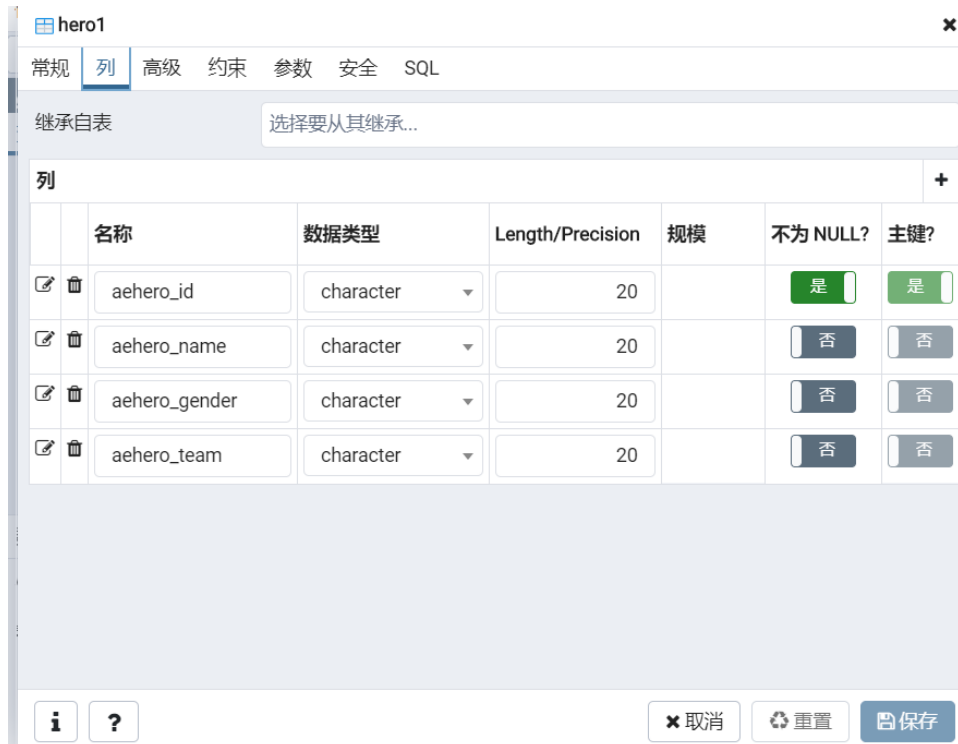 hero1
常规 列 高级 约束 参数 安全 SQL
继承自表 选择要从其继承...
列
名称 数据类型 Length/Precision 规模 不为 NULL? 主键?
aehero_id character 20 是 是
aehero_name character 20 否 否
aehero_gender character 20 否 否
aehero_team character 20 否 否
i ? 取消 重置 保存